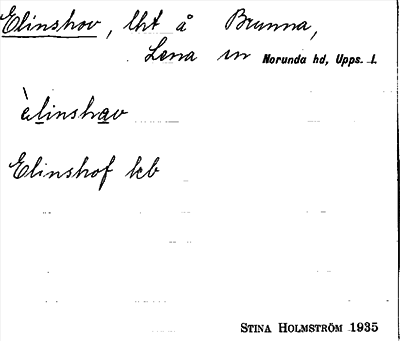 Elinshov, lht å Brunna,
Lena sn Norunda hd, Upps. l.
èlinshav
Elinshof kb
STINA HOLMSTRÖM 1935